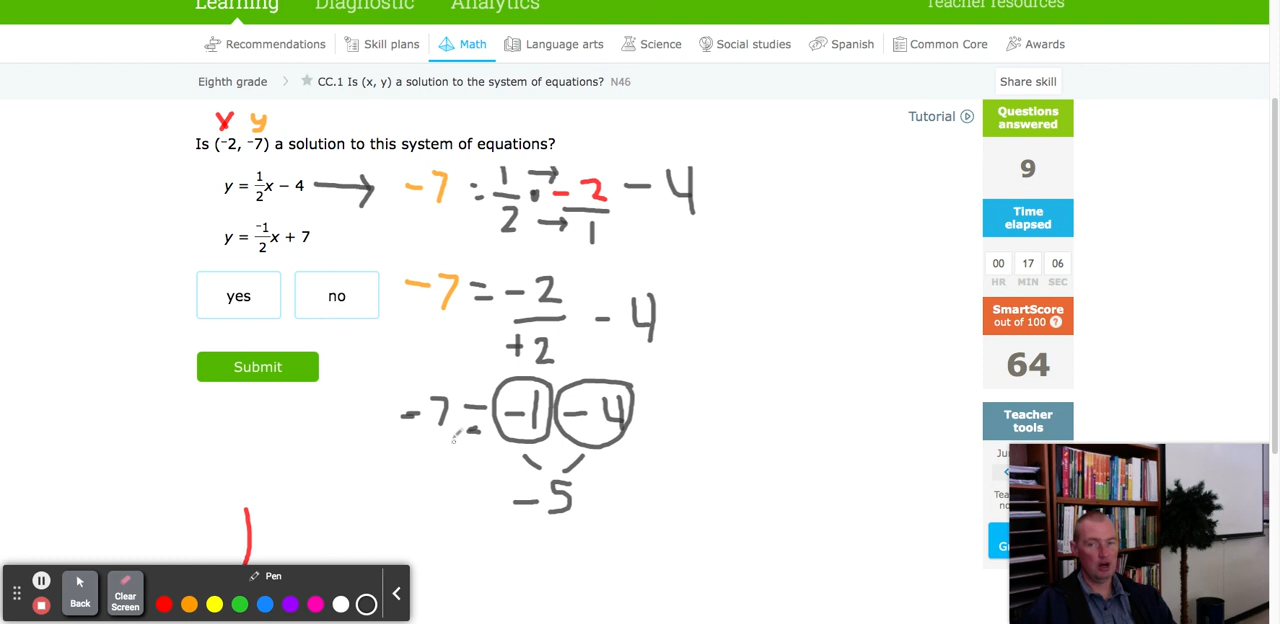 Learning Diagnostic Analytics Teacher resources
Recommendations Skill plans Math Language arts Science Social studies Spanish Common Core Awards
Eighth grade > CC.1 Is (x, y) a solution to the system of equations? N46 Share skill
Tutorial
x y
Is (⁻2, ⁻7) a solution to this system of equations?
y = 1/2 x − 4 → -7 = 1/2 • -2/1 - 4
y = ⁻1/2 x + 7
yes no
-7 = -2/+2 - 4
Submit
-7 = -1 - 4
-5
Questions answered
9
Time elapsed
00 17 06
HR MIN SEC
SmartScore
out of 100 ?
64
Teacher tools
Pen
Back Clear Screen